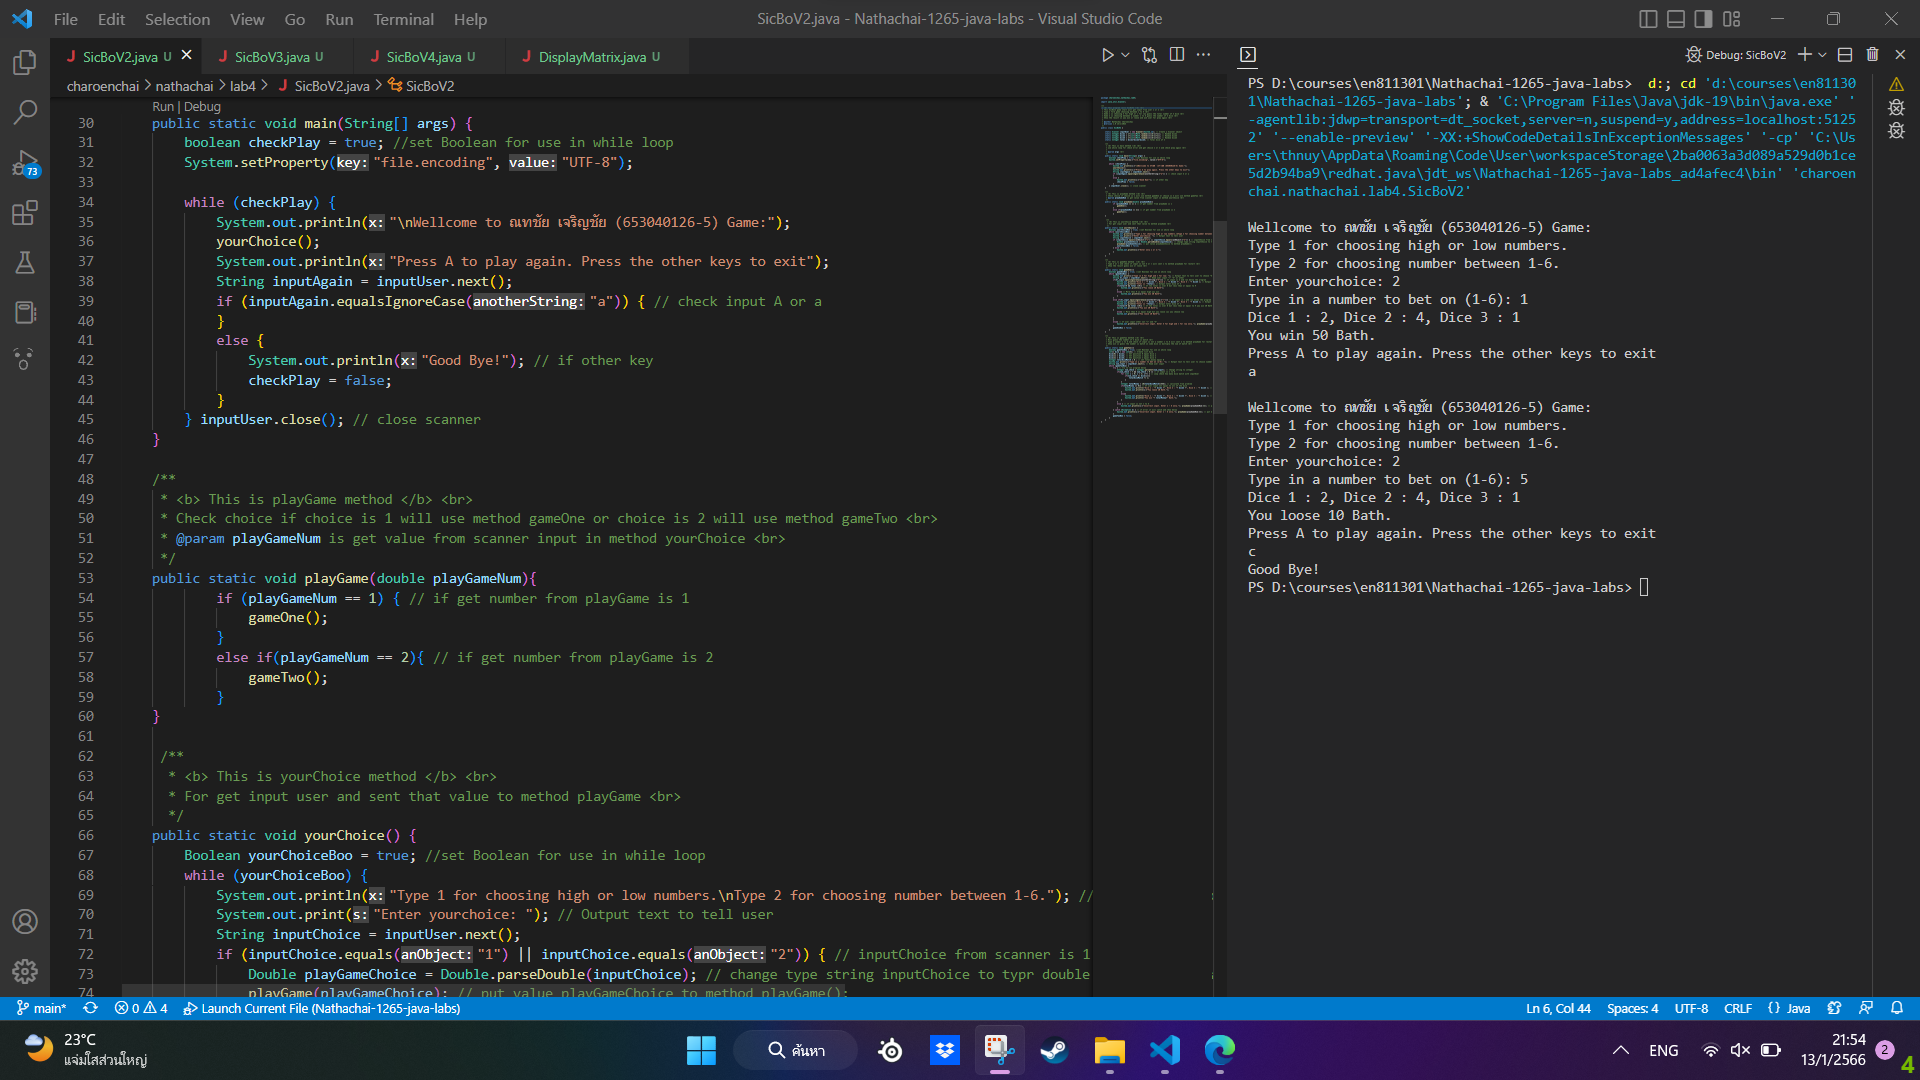 File Edit Selection View Go Run Terminal Help
SicBoV2.java - Nathachai-1265-java-labs - Visual Studio Code
SicBoV2.java U
SicBoV3.java U
SicBoV4.java U
DisplayMatrix.java U
Debug: SicBoV2
charoenchai > nathachai > lab4 > SicBoV2.java > SicBoV2
Run | Debug
30 public static void main(String[] args) {
31 boolean checkPlay = true; //set Boolean for use in while loop
32 System.setProperty(key: "file.encoding", value: "UTF-8");
33
34 while (checkPlay) {
35 System.out.println(x: "\nWellcome to ณทชัย เจริญชัย (653040126-5) Game:");
36 yourChoice();
37 System.out.println(x: "Press A to play again. Press the other keys to exit");
38 String inputAgain = inputUser.next();
39 if (inputAgain.equalsIgnoreCase(anotherString: "a")) { // check input A or a
40 }
41 else {
42 System.out.println(x: "Good Bye!"); // if other key
43 checkPlay = false;
44 }
45 } inputUser.close(); // close scanner
46 }
47
48 /**
49 * <b> This is playGame method </b> <br>
50 * Check choice if choice is 1 will use method gameOne or choice is 2 will use method gameTwo <br>
51 * @param playGameNum is get value from scanner input in method yourChoice <br>
52 */
53 public static void playGame(double playGameNum){
54 if (playGameNum == 1) { // if get number from playGame is 1
55 gameOne();
56 }
57 else if(playGameNum == 2){ // if get number from playGame is 2
58 gameTwo();
59 }
60 }
61
62 /**
63 * <b> This is yourChoice method </b> <br>
64 * For get input user and sent that value to method playGame <br>
65 */
66 public static void yourChoice() {
67 Boolean yourChoiceBoo = true; //set Boolean for use in while loop
68 while (yourChoiceBoo) {
69 System.out.println(x: "Type 1 for choosing high or low numbers.\nType 2 for choosing number between 1-6."); //
70 System.out.print(s: "Enter yourchoice: "); // Output text to tell user
71 String inputChoice = inputUser.next();
72 if (inputChoice.equals(anObject: "1") || inputChoice.equals(anObject: "2")) { // inputChoice from scanner is 1
73 Double playGameChoice = Double.parseDouble(inputChoice); // change type string inputChoice to typr double
74 playGame(playGameChoice); // put value playGameChoice to method playGame();
PS D:\courses\en811301\Nathachai-1265-java-labs> d:; cd 'd:\courses\en81130
1\Nathachai-1265-java-labs'; & 'C:\Program Files\Java\jdk-19\bin\java.exe' '
-agentlib:jdwp=transport=dt_socket,server=n,suspend=y,address=localhost:5125
2' '--enable-preview' '-XX:+ShowCodeDetailsInExceptionMessages' '-cp' 'C:\Us
ers\thnuy\AppData\Roaming\Code\User\workspaceStorage\2ba0063a3d089a529d0b1ce
5d2b94ba9\redhat.java\jdt_ws\Nathachai-1265-java-labs_ad4afec4\bin' 'charoen
chai.nathachai.lab4.SicBoV2'
Wellcome to ณทชัย เจริญชัย (653040126-5) Game:
Type 1 for choosing high or low numbers.
Type 2 for choosing number between 1-6.
Enter yourchoice: 2
Type in a number to bet on (1-6): 1
Dice 1 : 2, Dice 2 : 4, Dice 3 : 1
You win 50 Bath.
Press A to play again. Press the other keys to exit
a
Wellcome to ณทชัย เจริญชัย (653040126-5) Game:
Type 1 for choosing high or low numbers.
Type 2 for choosing number between 1-6.
Enter yourchoice: 2
Type in a number to bet on (1-6): 5
Dice 1 : 2, Dice 2 : 4, Dice 3 : 1
You loose 10 Bath.
Press A to play again. Press the other keys to exit
c
Good Bye!
PS D:\courses\en811301\Nathachai-1265-java-labs>
73
main* 0 4 Launch Current File (Nathachai-1265-java-labs)
Ln 6, Col 44 Spaces: 4 UTF-8 CRLF {} Java
23°C
แจ่มใสส่วนใหญ่
ค้นหา
ENG
21:54
13/1/2566
2
4